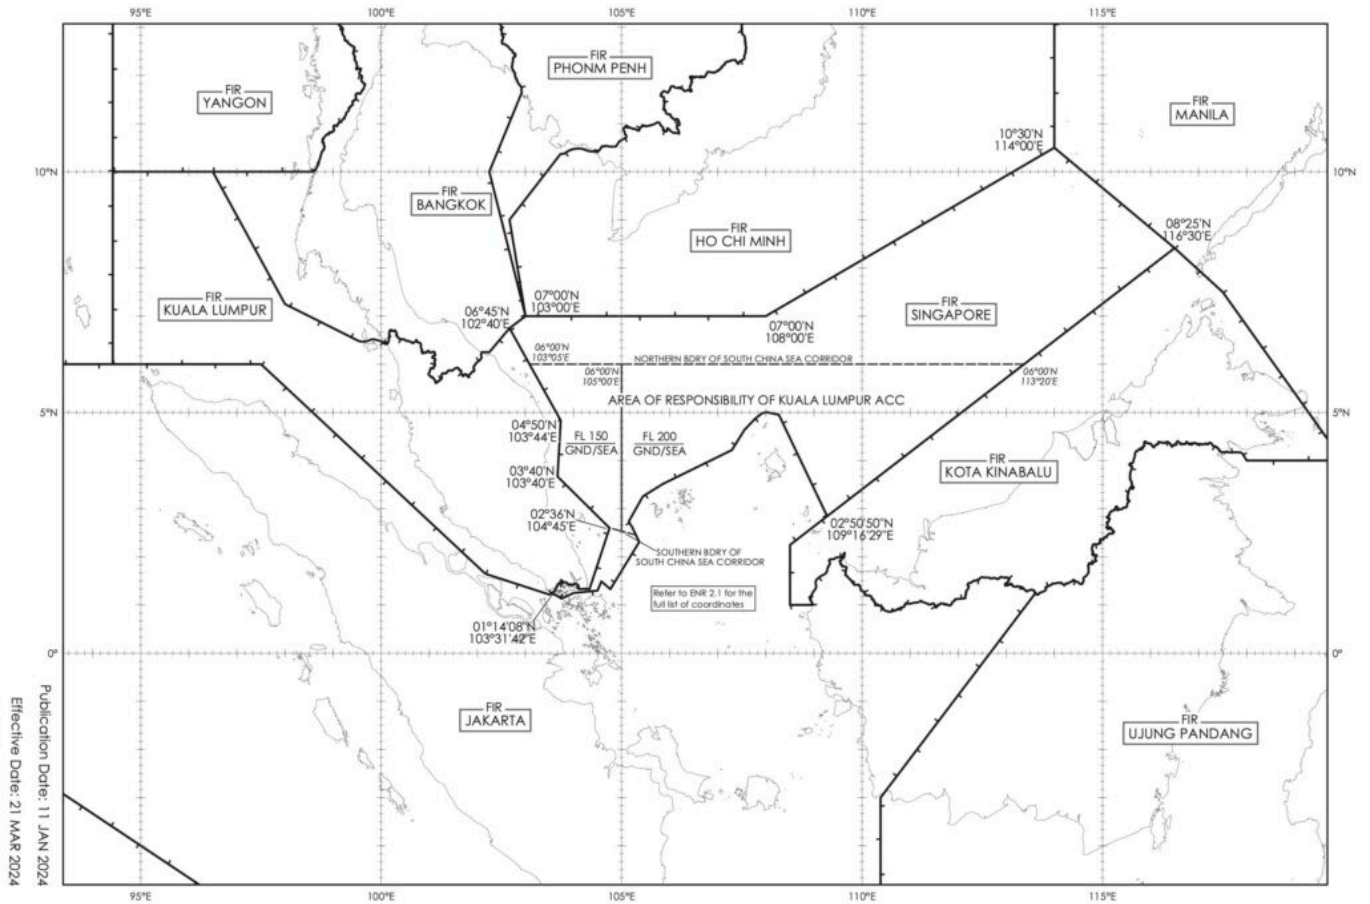 95°E
100°E
105°E
110°E
115°E
FIR
PHONM PENH
FIR
YANGON
FIR
MANILA
10°30'N
114°00'E
10°N
10°N
FIR
BANGKOK
FIR
HO CHI MINH
08°25'N
116°30'E
FIR
KUALA LUMPUR
07°00'N
103°00'E
06°45'N
102°40'E
FIR
SINGAPORE
07°00'N
108°00'E
06°00'N
103°05'E
NORTHERN BDRY OF SOUTH CHINA SEA CORRIDOR
06°00'N
105°00'E
06°00'N
113°20'E
AREA OF RESPONSIBILITY OF KUALA LUMPUR ACC
5°N
5°N
04°50'N
103°44'E
FL 150
GND/SEA
FL 200
GND/SEA
03°40'N
103°40'E
FIR
KOTA KINABALU
02°36'N
104°45'E
02°50'50"N
109°16'29"E
SOUTHERN BDRY OF
SOUTH CHINA SEA CORRIDOR
Refer to ENR 2.1 for the
full list of coordinates
01°14'08"N
103°31'42"E
0°
0°
FIR
JAKARTA
FIR
UJUNG PANDANG
95°E
100°E
105°E
110°E
115°E
Publication Date: 11 JAN 2024
Effective Date: 21 MAR 2024